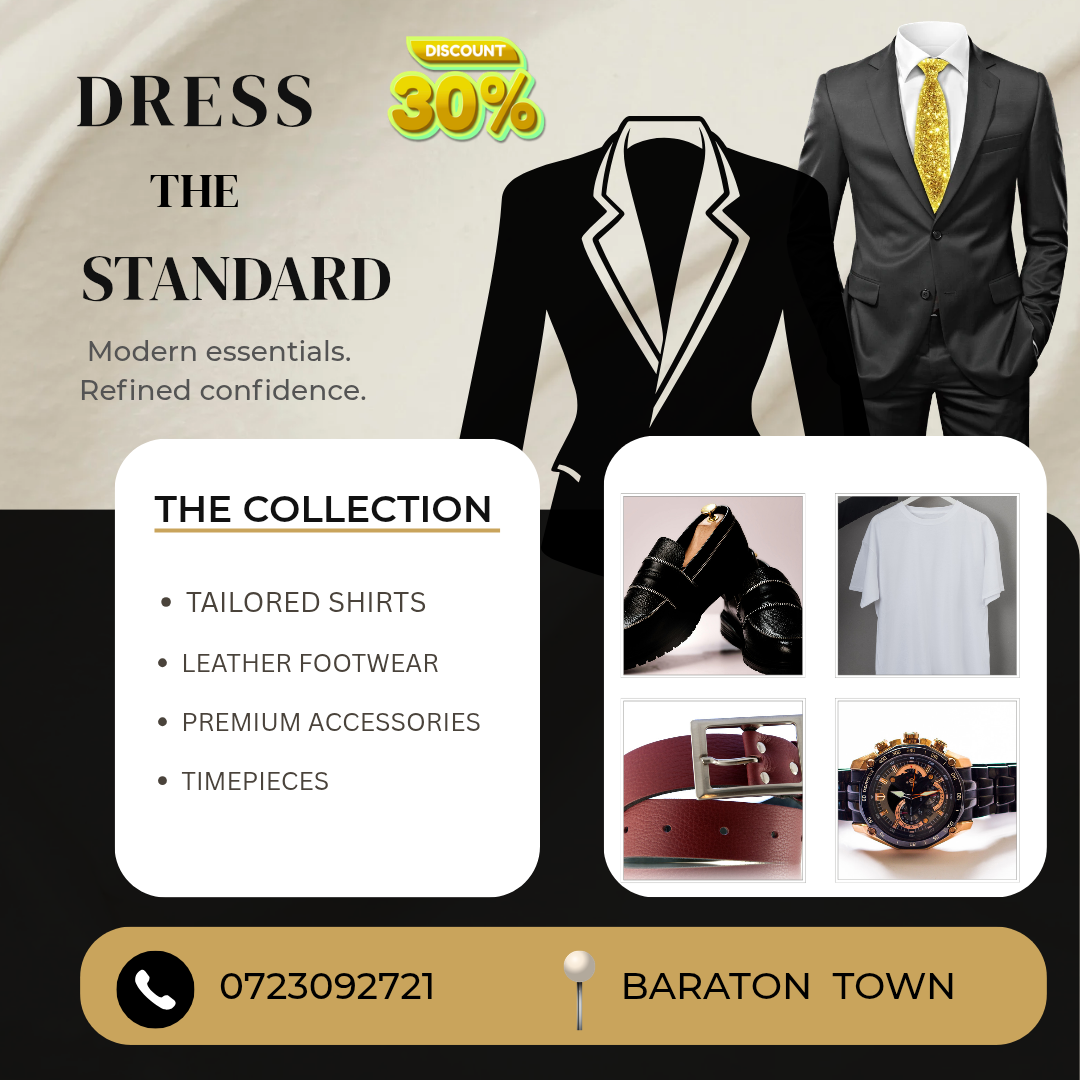 DISCOUNT
30%
DRESS
THE
STANDARD
Modern essentials.
Refined confidence.
THE COLLECTION
• TAILORED SHIRTS
• LEATHER FOOTWEAR
• PREMIUM ACCESSORIES
• TIMEPIECES
0723092721
BARATON TOWN